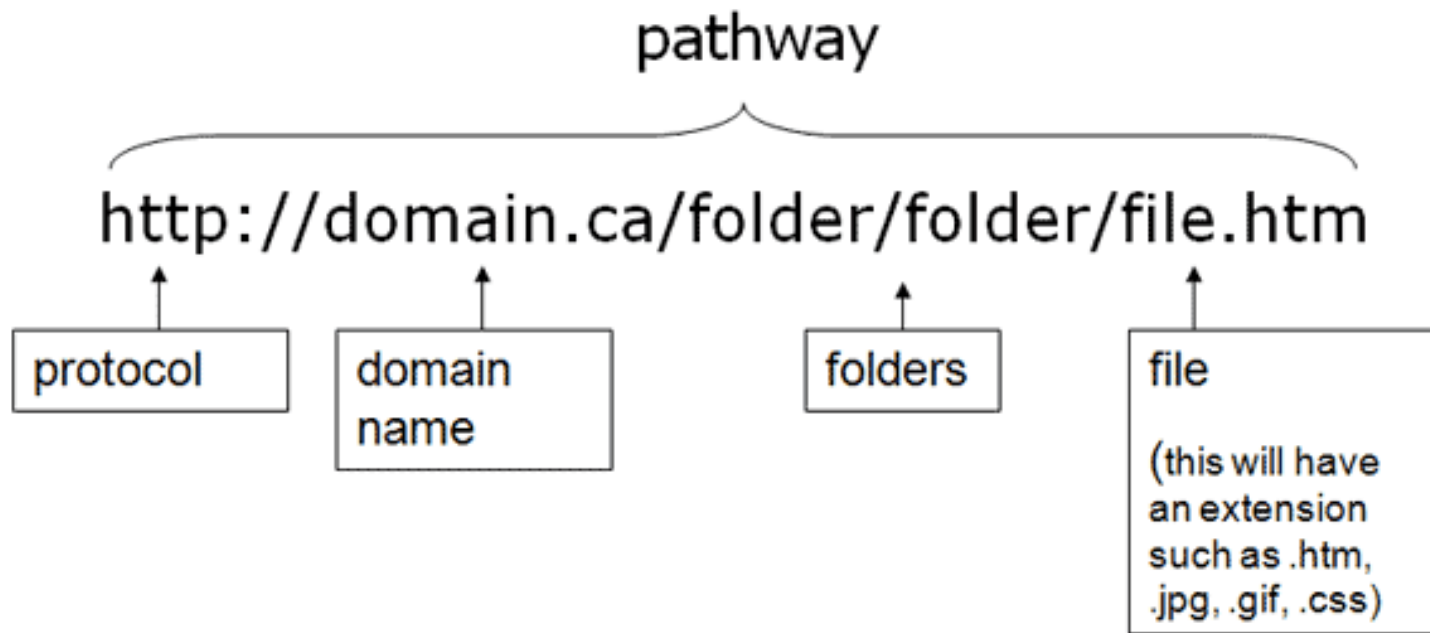 pathway
http://domain.ca/folder/folder/file.htm
protocol
domain
name
folders
file
(this will have
an extension
such as .htm,
.jpg, .gif, .css)